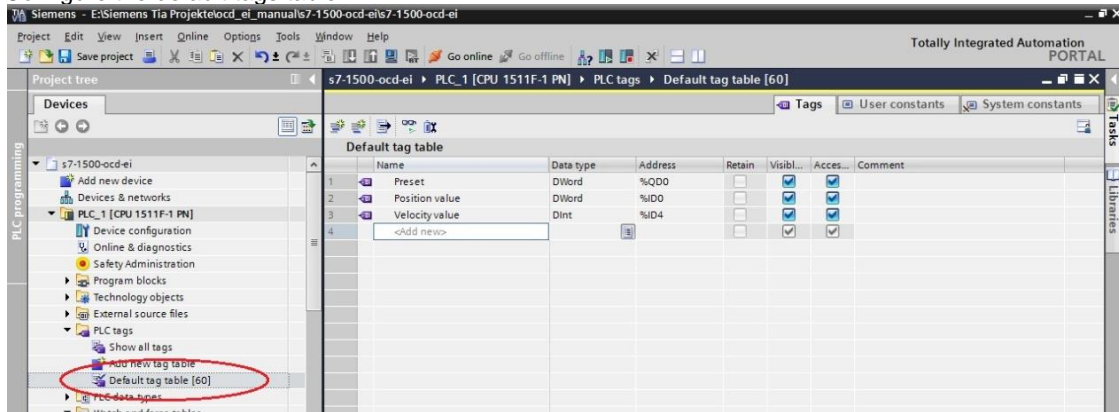 Siemens - E:\Siemens Tia Projekte\ocd_ei_manual\s7-1500-ocd-ei\s7-1500-ocd-ei
Project Edit View Insert Online Options Tools Window Help
Totally Integrated Automation
PORTAL
Save project Go online Go offline
Project tree
s7-1500-ocd-ei PLC_1 [CPU 1511F-1 PN] PLC tags Default tag table [60]
Devices
Tags User constants System constants
Default tag table
Name Data type Address Retain Visibl... Acces... Comment
1 Preset DWord %QD0
2 Position value DWord %ID0
3 Velocity value DInt %ID4
4 <Add new>
s7-1500-ocd-ei
Add new device
Devices & networks
PLC_1 [CPU 1511F-1 PN]
Device configuration
Online & diagnostics
Safety Administration
Program blocks
Technology objects
External source files
PLC tags
Show all tags
Add new tag table
Default tag table [60]
PLC data types
PLC programming
Tasks
Libraries